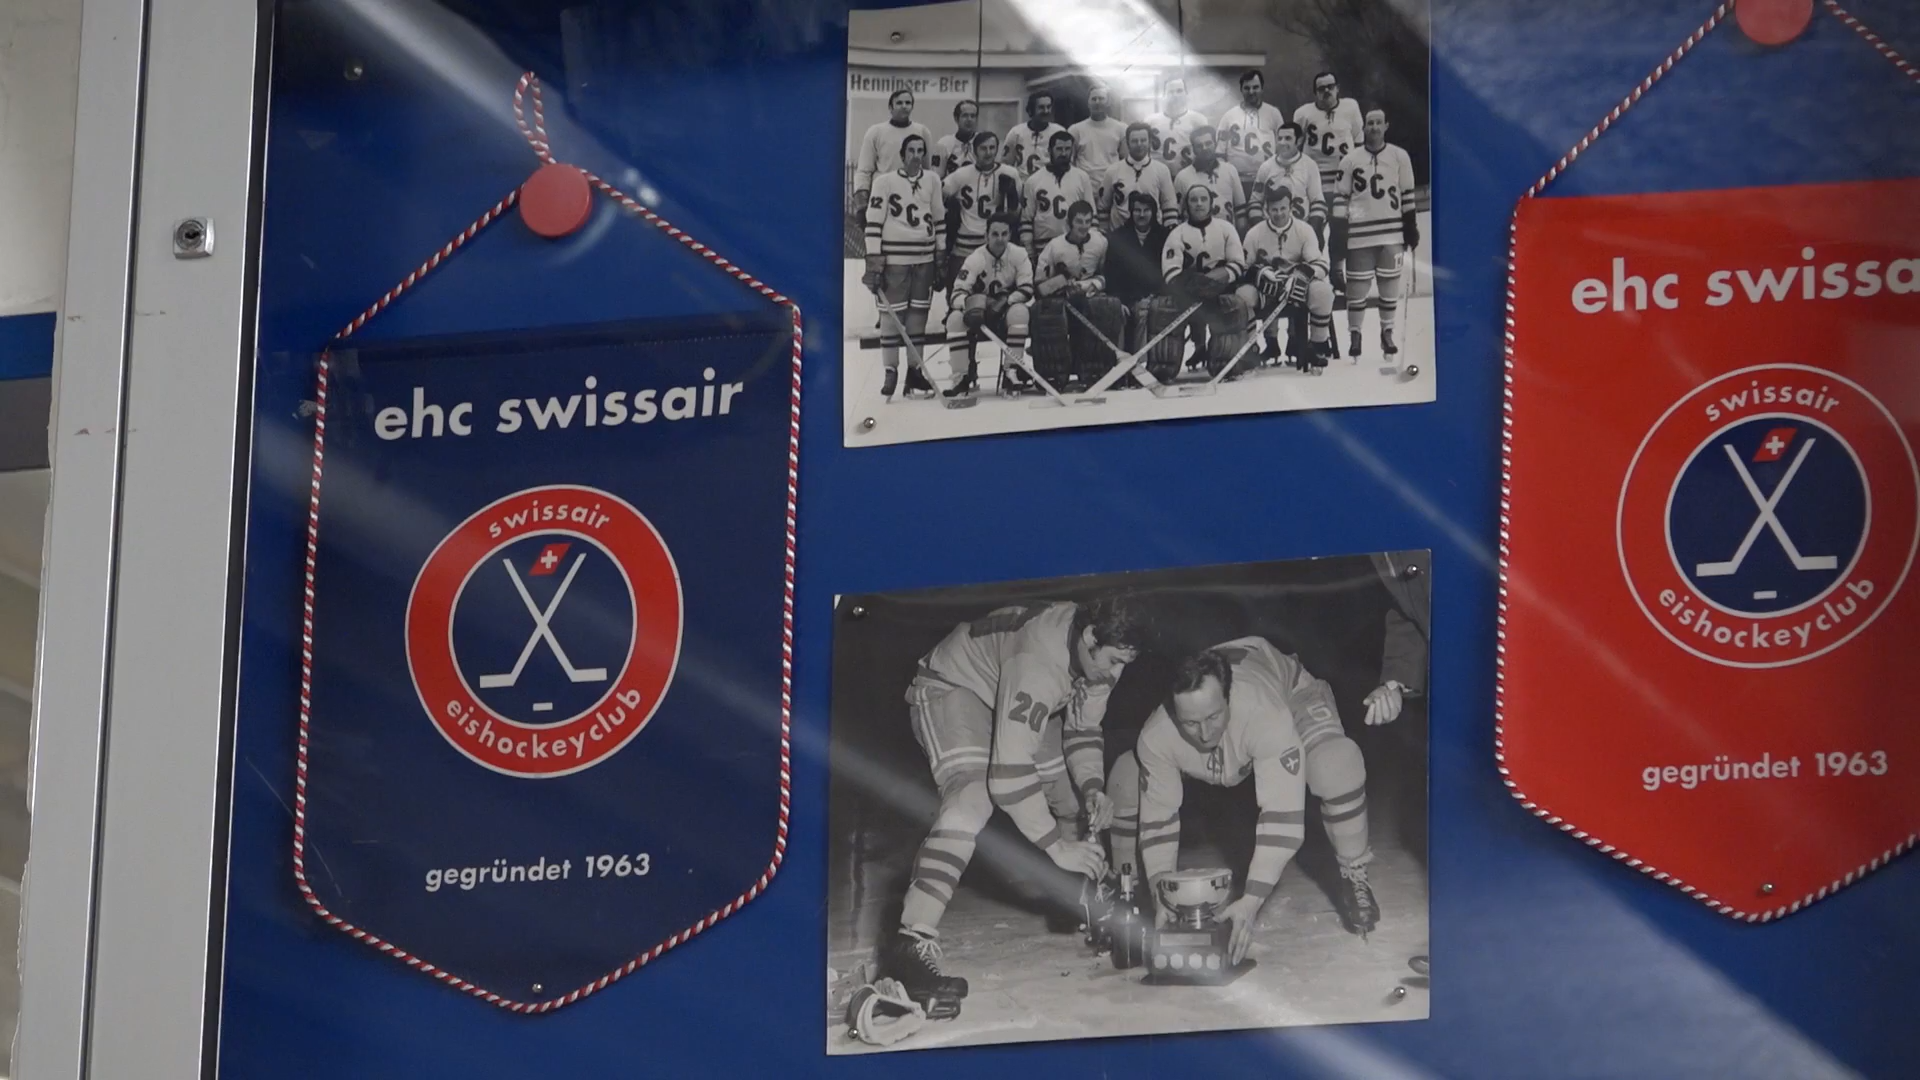 ehc swissair
swissair
eishockeyclub
gegründet 1963
Henninger-Bier
SCS
SCS
SCS
12
SCS
SCS
SCS
20
5
ehc swissa
swissair
eishockeyclub
gegründet 1963